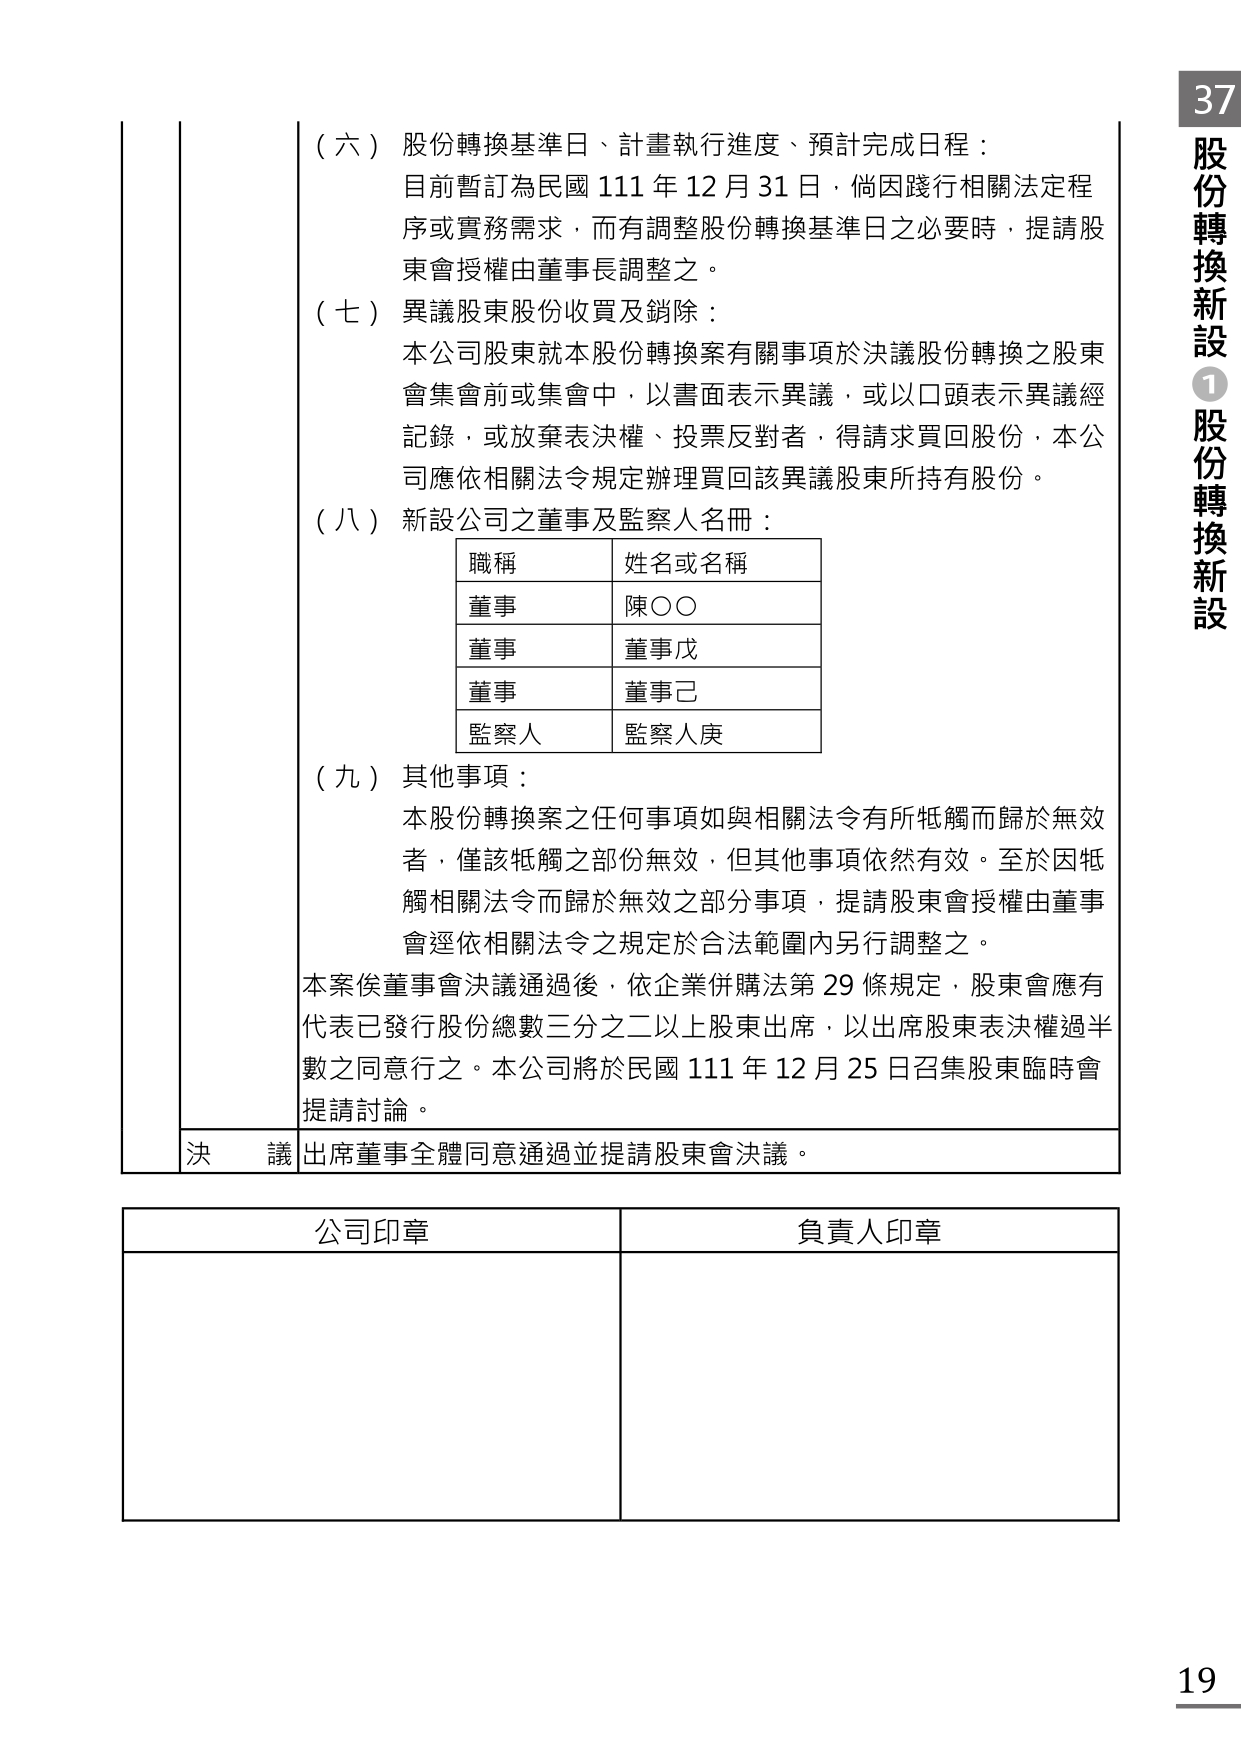 37
股份轉換新設❶股份轉換新設
（六） 股份轉換基準日、計畫執行進度、預計完成日程：
目前暫訂為民國 111 年 12 月 31 日，倘因踐行相關法定程
序或實務需求，而有調整股份轉換基準日之必要時，提請股
東會授權由董事長調整之。
（七） 異議股東股份收買及銷除：
本公司股東就本股份轉換案有關事項於決議股份轉換之股東
會集會前或集會中，以書面表示異議，或以口頭表示異議經
記錄，或放棄表決權、投票反對者，得請求買回股份，本公
司應依相關法令規定辦理買回該異議股東所持有股份。
（八） 新設公司之董事及監察人名冊：
職稱 姓名或名稱
董事 陳○○
董事 董事戊
董事 董事己
監察人 監察人庚
（九） 其他事項：
本股份轉換案之任何事項如與相關法令有所牴觸而歸於無效
者，僅該牴觸之部份無效，但其他事項依然有效。至於因牴
觸相關法令而歸於無效之部分事項，提請股東會授權由董事
會逕依相關法令之規定於合法範圍內另行調整之。
本案俟董事會決議通過後，依企業併購法第 29 條規定，股東會應有
代表已發行股份總數三分之二以上股東出席，以出席股東表決權過半
數之同意行之。本公司將於民國 111 年 12 月 25 日召集股東臨時會
提請討論。
決 議 出席董事全體同意通過並提請股東會決議。
公司印章 負責人印章
19